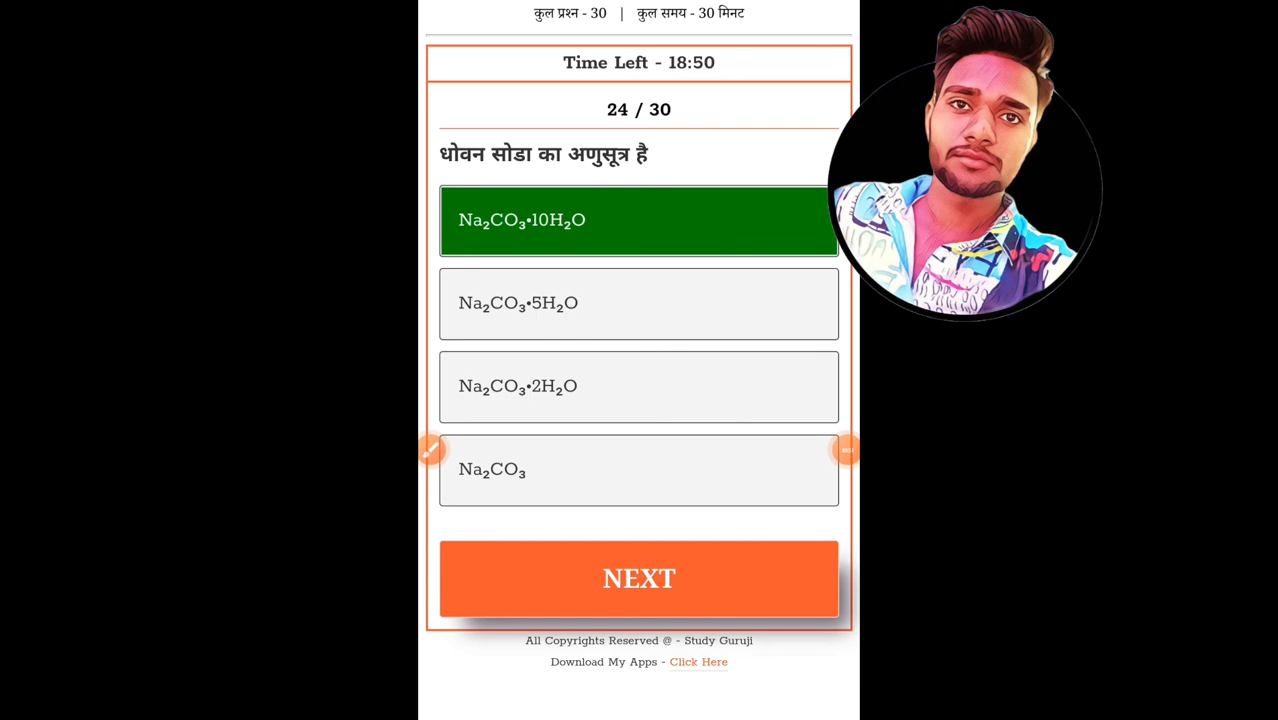 कुल प्रश्न - 30 | कुल समय - 30 मिनट
Time Left - 18:50
24 / 30
धोवन सोडा का अणुसूत्र है
Na₂CO₃•10H₂O
Na₂CO₃•5H₂O
Na₂CO₃•2H₂O
Na₂CO₃
NEXT
All Copyrights Reserved @ - Study Guruji
Download My Apps - Click Here